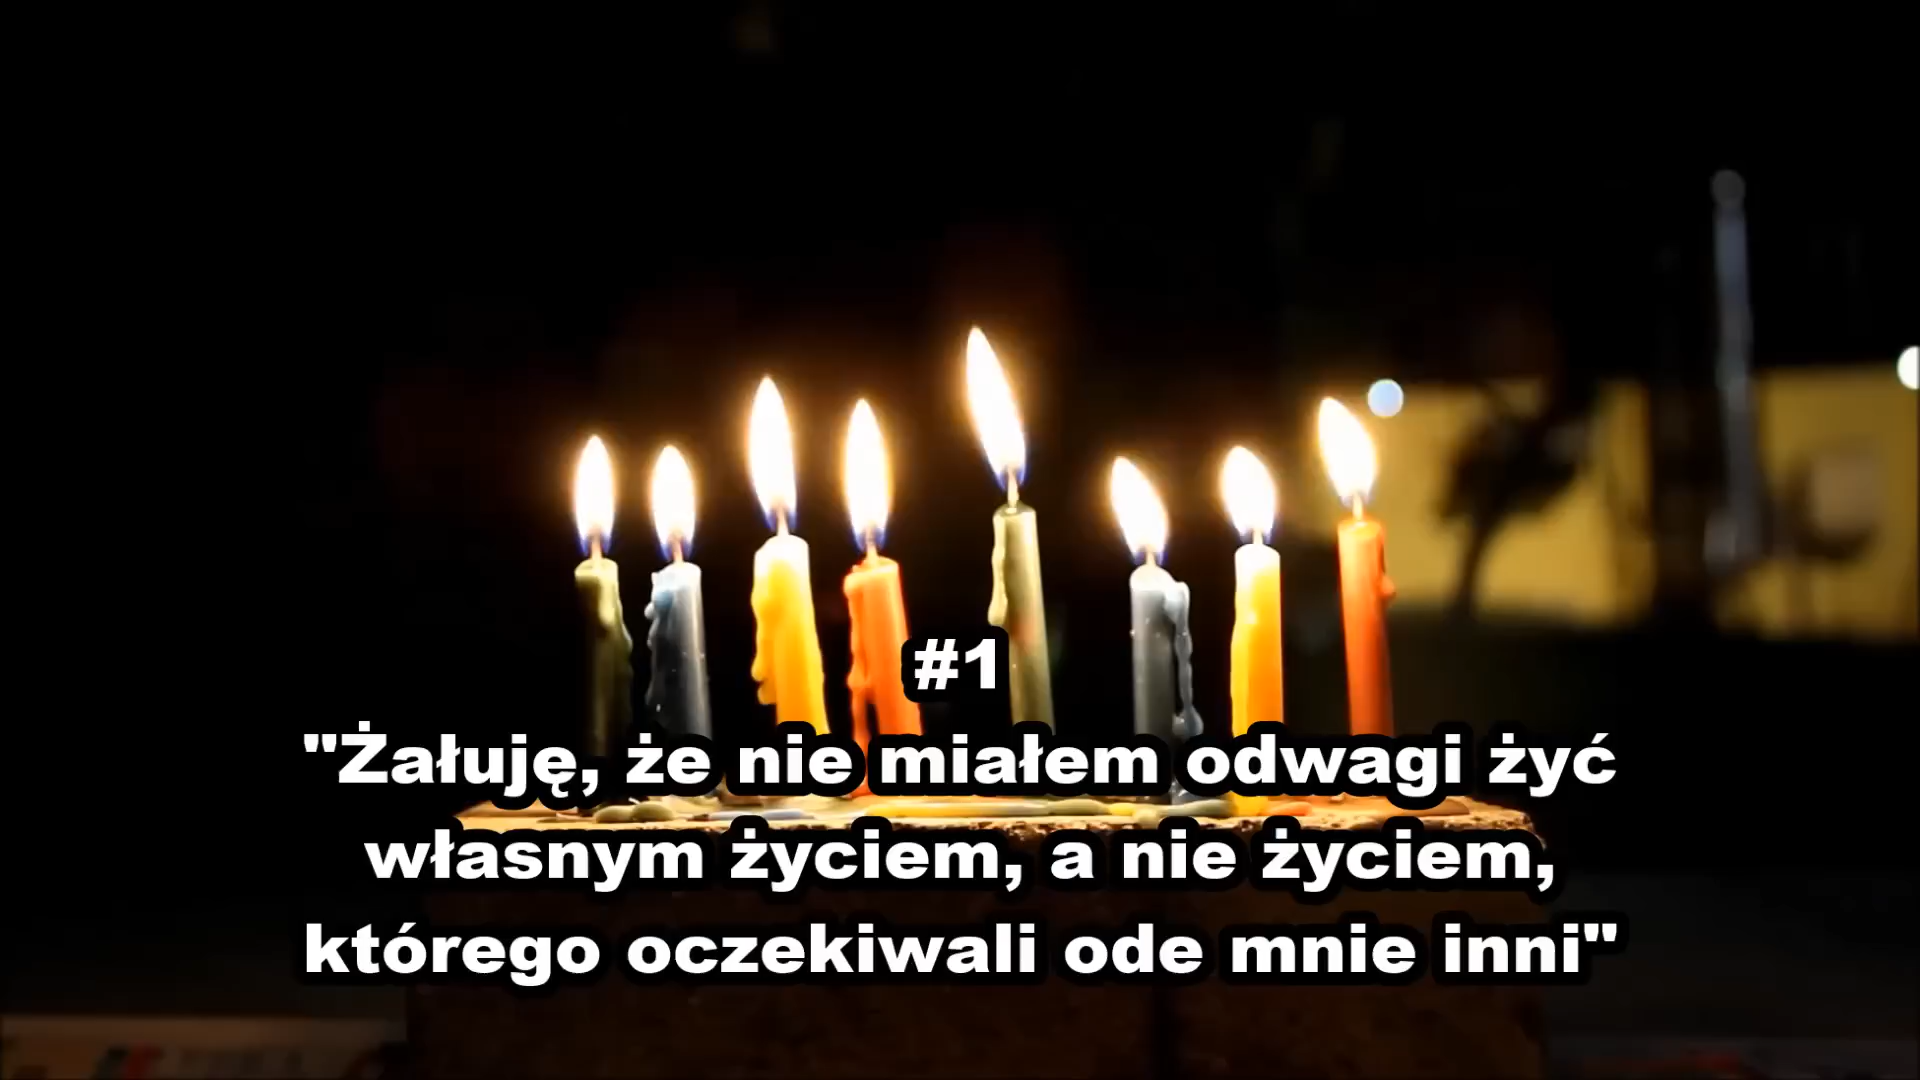 #1
"Żałuję, że nie miałem odwagi żyć
własnym życiem, a nie życiem,
którego oczekiwali ode mnie inni"